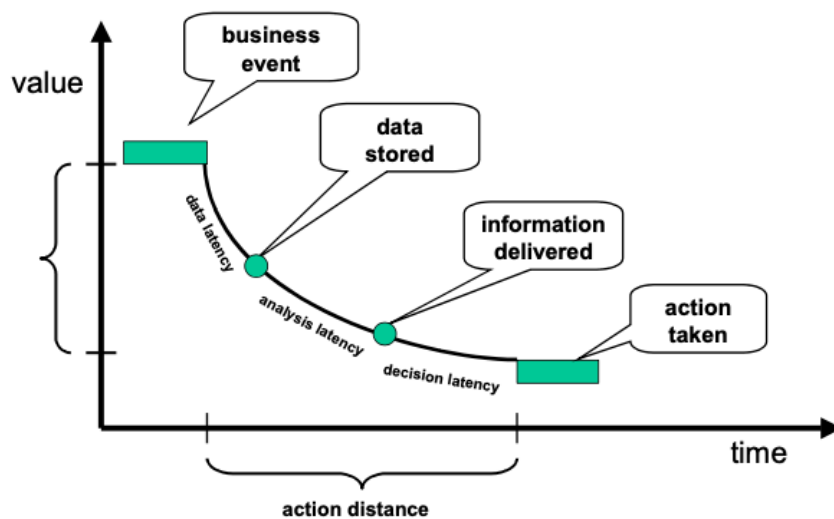 business
event
value
data
stored
data latency
information
delivered
analysis latency
action
taken
decision latency
time
action distance